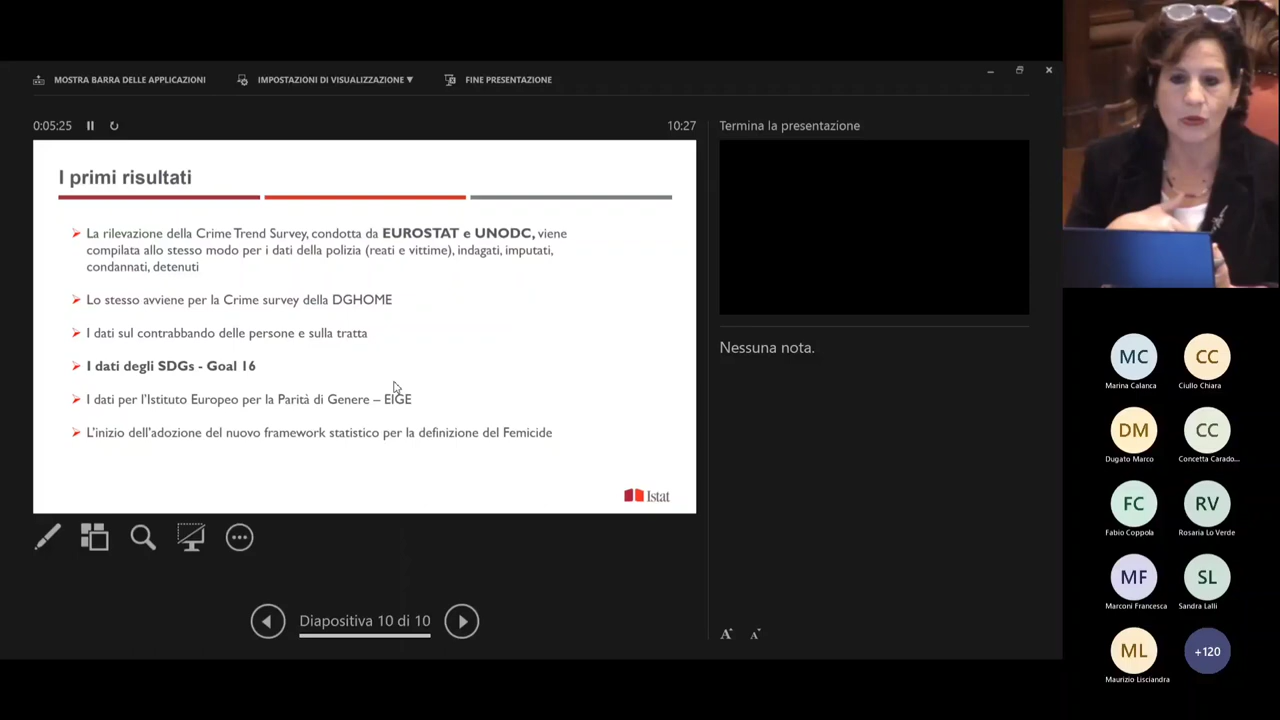 MOSTRA BARRA DELLE APPLICAZIONI
IMPOSTAZIONI DI VISUALIZZAZIONE ▼
FINE PRESENTAZIONE
0:05:25
10:27
Termina la presentazione
I primi risultati
La rilevazione della Crime Trend Survey, condotta da EUROSTAT e UNODC, viene
compilata allo stesso modo per i dati della polizia (reati e vittime), indagati, imputati,
condannati, detenuti
Lo stesso avviene per la Crime survey della DGHOME
I dati sul contrabbando delle persone e sulla tratta
I dati degli SDGs - Goal 16
I dati per l'Istituto Europeo per la Parità di Genere – EIGE
L'inizio dell'adozione del nuovo framework statistico per la definizione del Femicide
Istat
Nessuna nota.
Diapositiva 10 di 10
A A
MC
Marina Calanca
CC
Ciullo Chiara
DM
Dugato Marco
CC
Concetta Carado...
FC
Fabio Coppola
RV
Rosaria Lo Verde
MF
Marconi Francesca
SL
Sandra Lalli
ML
Maurizio Lisciandra
+120